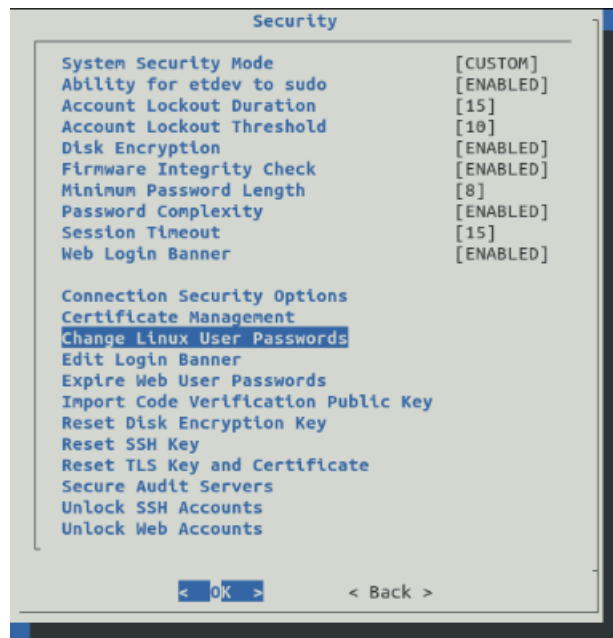 Security
System Security Mode [CUSTOM]
Ability for etdev to sudo [ENABLED]
Account Lockout Duration [15]
Account Lockout Threshold [10]
Disk Encryption [ENABLED]
Firmware Integrity Check [ENABLED]
Minimum Password Length [8]
Password Complexity [ENABLED]
Session Timeout [15]
Web Login Banner [ENABLED]
Connection Security Options
Certificate Management
Change Linux User Passwords
Edit Login Banner
Expire Web User Passwords
Import Code Verification Public Key
Reset Disk Encryption Key
Reset SSH Key
Reset TLS Key and Certificate
Secure Audit Servers
Unlock SSH Accounts
Unlock Web Accounts
< OK > < Back >